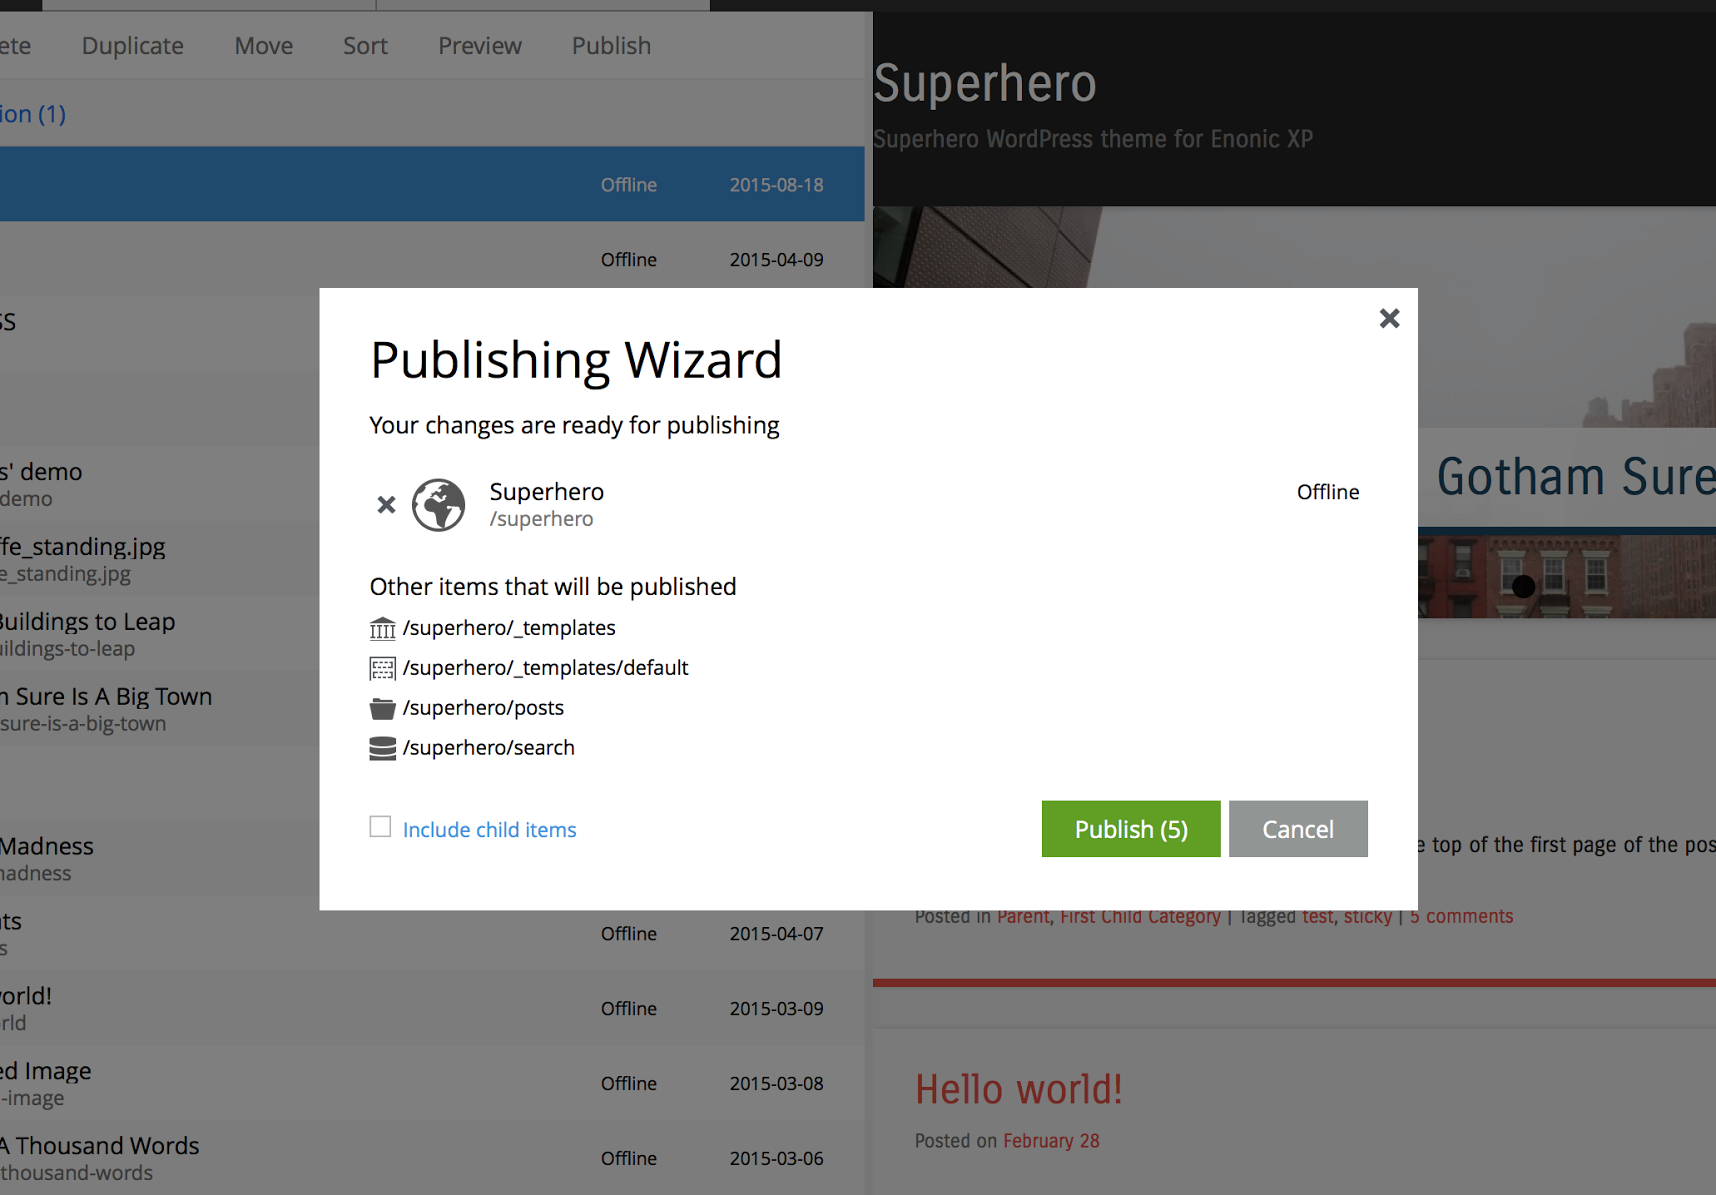 ete Duplicate Move Sort Preview Publish
ion (1)
Offline 2015-08-18
Offline 2015-04-09
SS
s' demo
demo
ffe_standing.jpg
e_standing.jpg
Buildings to Leap
uildings-to-leap
m Sure Is A Big Town
sure-is-a-big-town
Madness
madness
nts
s
Offline 2015-04-07
world!
orld
Offline 2015-03-09
ed Image
-image
Offline 2015-03-08
A Thousand Words
thousand-words
Offline 2015-03-06
Publishing Wizard
Your changes are ready for publishing
Superhero
/superhero
Offline
Other items that will be published
/superhero/_templates
/superhero/_templates/default
/superhero/posts
/superhero/search
Include child items
Publish (5) Cancel
Superhero
Superhero WordPress theme for Enonic XP
Gotham Sure
e top of the first page of the pos
Posted in Parent, First Child Category | Tagged test, sticky | 5 comments
Hello world!
Posted on February 28